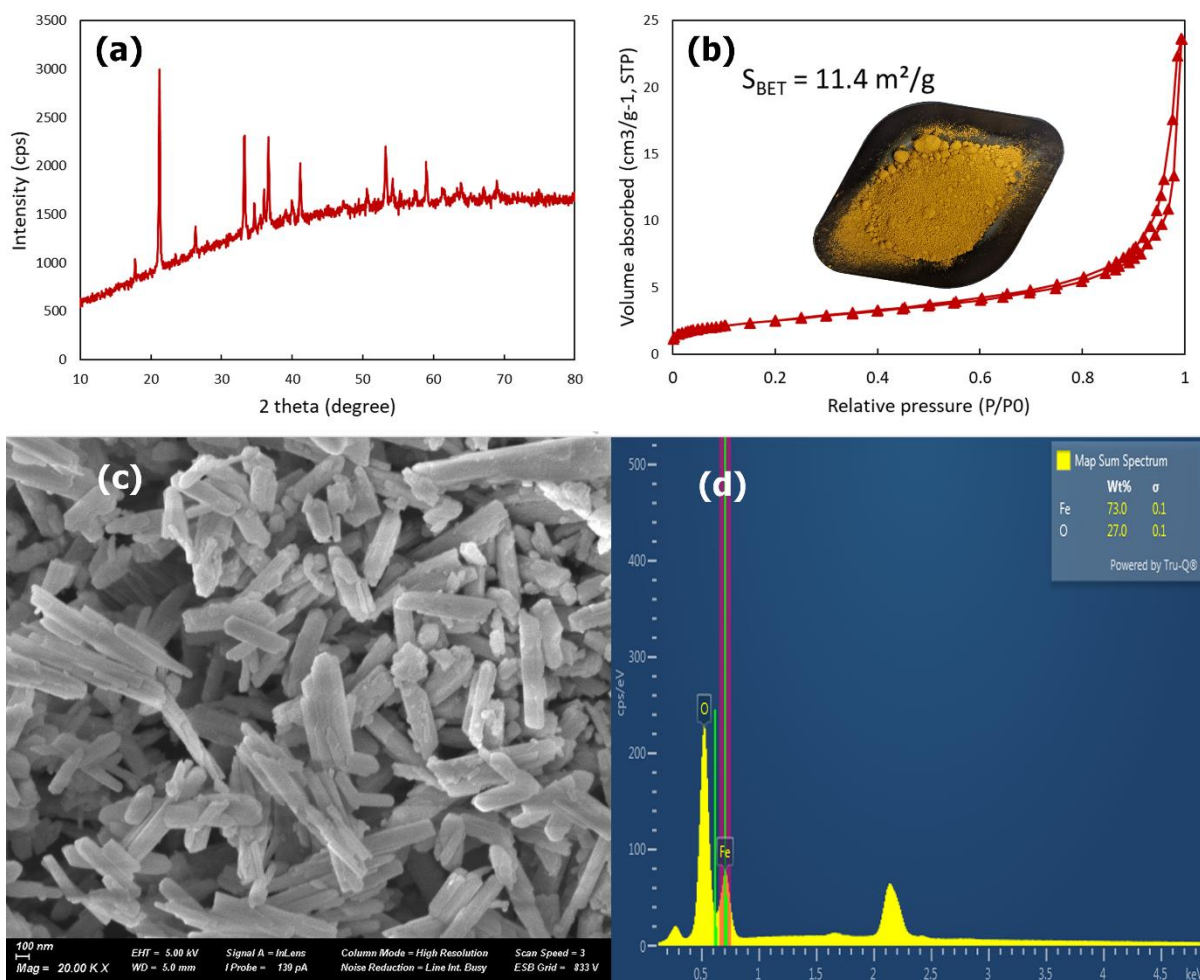 (a)
3500
3000
2500
2000
1500
1000
500
0
Intensity (cps)
10 20 30 40 50 60 70 80
2 theta (degree)
(b)
S_BET = 11.4 m²/g
25
20
15
10
5
0
Volume absorbed (cm3/g-1, STP)
0 0.2 0.4 0.6 0.8 1
Relative pressure (P/P0)
(c)
100 nm
Mag = 20.00 K X
EHT = 5.00 kV
WD = 5.0 mm
Signal A = InLens
I Probe = 139 pA
Column Mode = High Resolution
Noise Reduction = Line Int. Busy
Scan Speed = 3
ESB Grid = 833 V
(d)
500
400
300
200
100
0
cps/eV
O
Fe
Map Sum Spectrum
Wt% σ
Fe 73.0 0.1
O 27.0 0.1
Powered by Tru-Q®
0.5 1 1.5 2 2.5 3 3.5 4 4.5